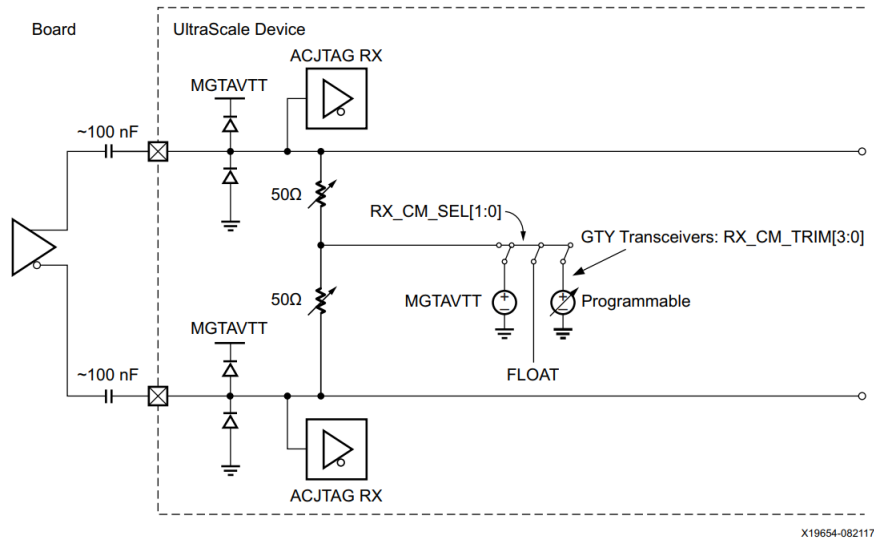 Board
UltraScale Device
ACJTAG RX
MGTAVTT
~100 nF
50Ω
RX_CM_SEL[1:0]
GTY Transceivers: RX_CM_TRIM[3:0]
+
–
+
–
50Ω
MGTAVTT
Programmable
MGTAVTT
FLOAT
~100 nF
ACJTAG RX
X19654-082117